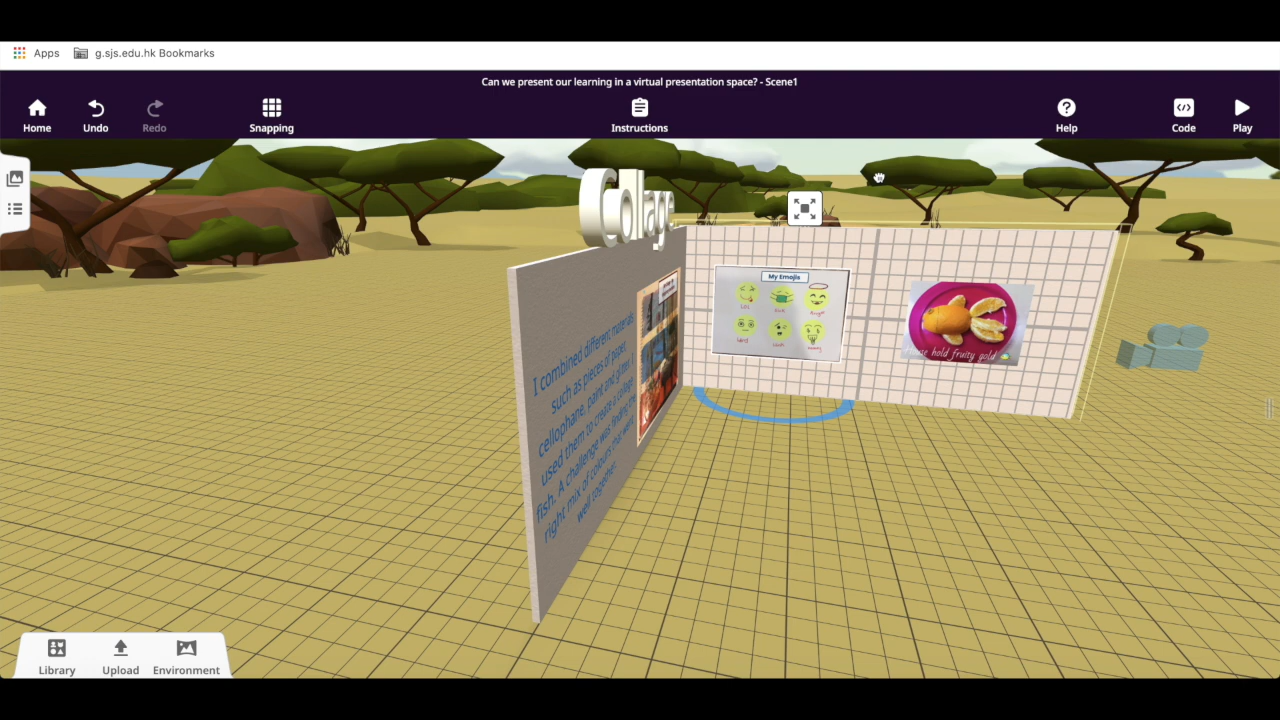 Apps
g.sjs.edu.hk Bookmarks
Can we present our learning in a virtual presentation space? - Scene1
Home
Undo
Redo
Snapping
Instructions
Help
Code
Play
Collage
I combined different materials
such as pieces of paper,
cellophane, paint and glitter. I
used them to create a collage
fish. A challenge was finding the
right mix of colours that went
well together.
My Emojis
hold fruity gold
Library
Upload
Environment